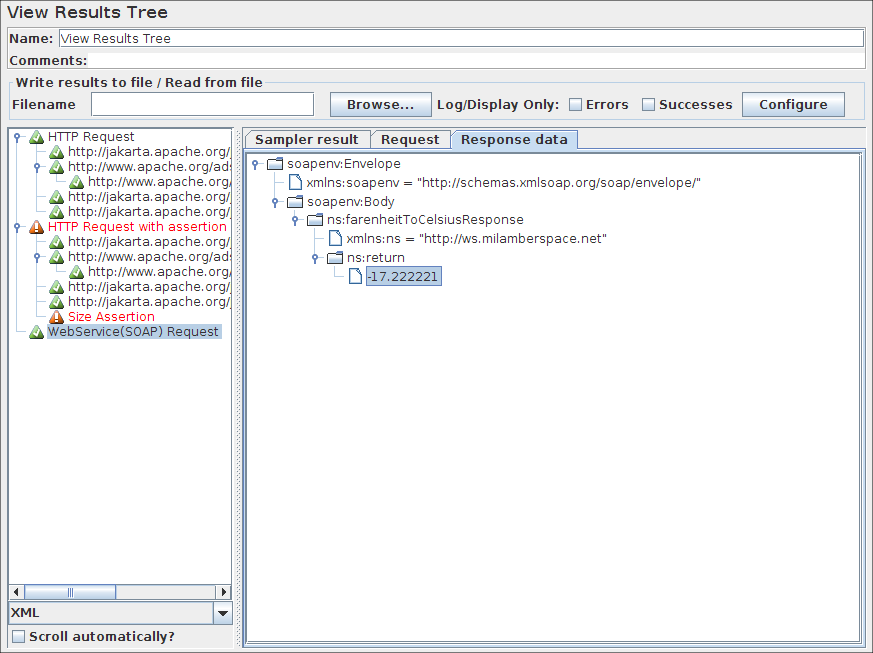 View Results Tree
Name: View Results Tree
Comments:
Write results to file / Read from file
Filename Browse... Log/Display Only: Errors Successes Configure
HTTP Request
http://jakarta.apache.org/
http://www.apache.org/ads
http://www.apache.org/
http://jakarta.apache.org/
http://jakarta.apache.org/
HTTP Request with assertion
http://jakarta.apache.org/
http://www.apache.org/ads
http://www.apache.org/
http://jakarta.apache.org/
http://jakarta.apache.org/
Size Assertion
WebService(SOAP) Request
XML
Scroll automatically?
Sampler result Request Response data
soapenv:Envelope
xmlns:soapenv = "http://schemas.xmlsoap.org/soap/envelope/"
soapenv:Body
ns:farenheitToCelsiusResponse
xmlns:ns = "http://ws.milamberspace.net"
ns:return
-17.222221